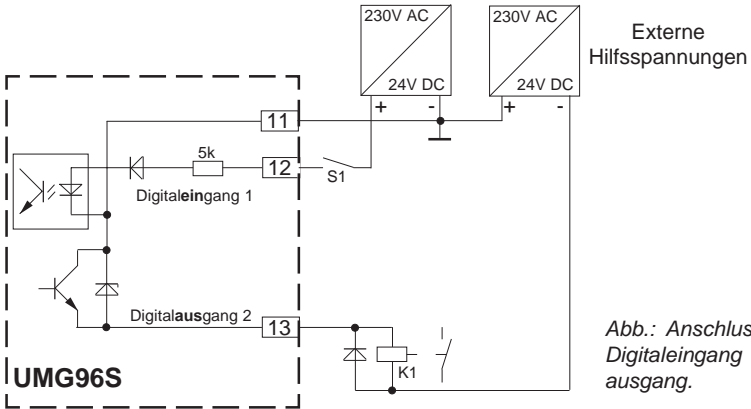 230V AC
24V DC
+
-
230V AC
24V DC
+
-
Externe
Hilfsspannungen
11
5k
12
S1
Digitaleingang 1
Digitalausgang 2
13
K1
UMG96S
Abb.: Anschlus
Digitaleingang
ausgang.